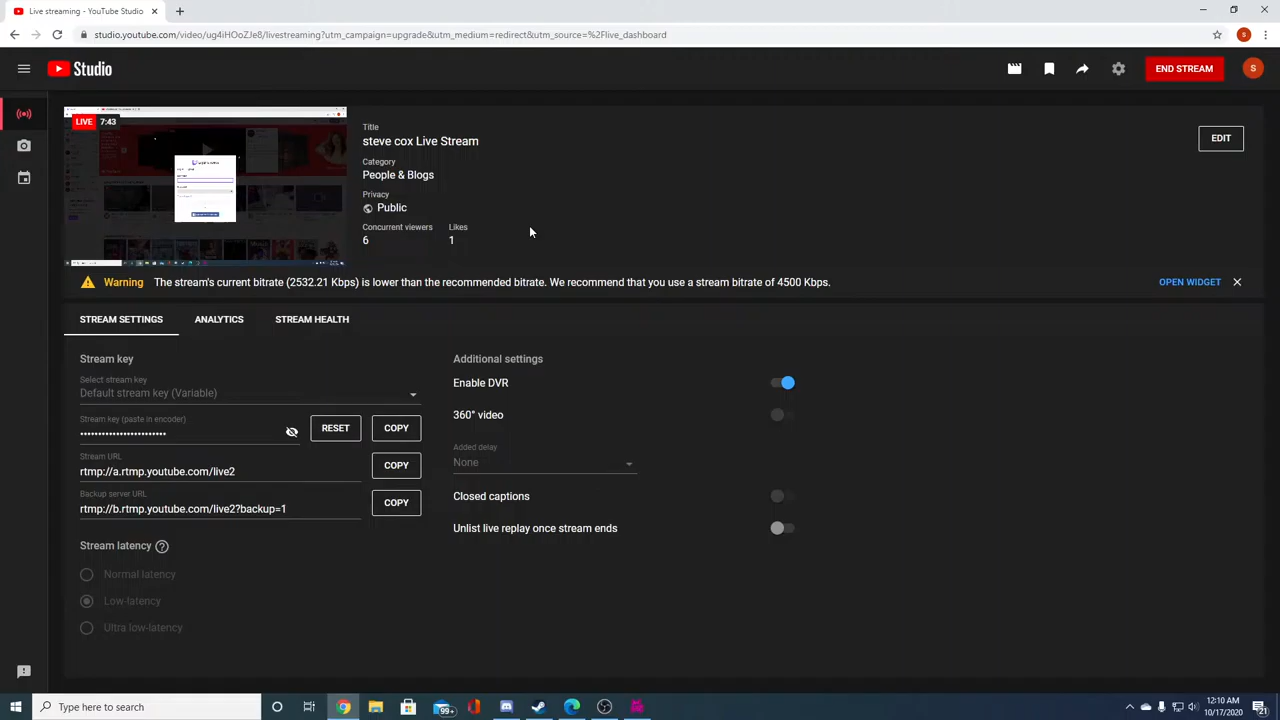 Live streaming - YouTube Studio
studio.youtube.com/video/ug4iHOoZJe8/livestreaming?utm_campaign=upgrade&utm_medium=redirect&utm_source=%2Flive_dashboard
S
Studio
END STREAM
S
LIVE 7:43
Title
steve cox Live Stream
EDIT
Category
People & Blogs
Privacy
Public
Concurrent viewers Likes
6 1
Warning The stream's current bitrate (2532.21 Kbps) is lower than the recommended bitrate. We recommend that you use a stream bitrate of 4500 Kbps. OPEN WIDGET
STREAM SETTINGS ANALYTICS STREAM HEALTH
Stream key
Select stream key
Default stream key (Variable)
Stream key (paste in encoder)
•••••••••••••••••••••••• RESET COPY
Stream URL
rtmp://a.rtmp.youtube.com/live2 COPY
Backup server URL
rtmp://b.rtmp.youtube.com/live2?backup=1 COPY
Stream latency
Normal latency
Low-latency
Ultra low-latency
Additional settings
Enable DVR
360° video
Added delay
None
Closed captions
Unlist live replay once stream ends
Type here to search
99+
12:10 AM
10/17/2020
21